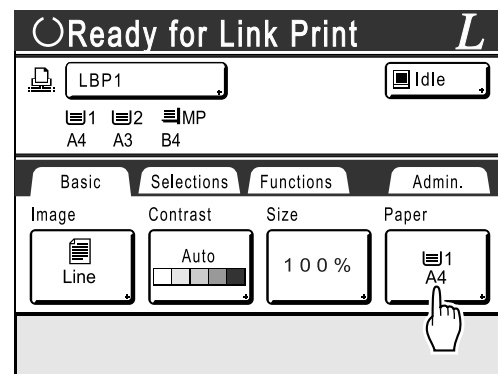 Ready for Link Print L
LBP1 Idle
1 2 MP
A4 A3 B4
Basic Selections Functions Admin.
Image Contrast Size Paper
Line Auto 100% 1
A4